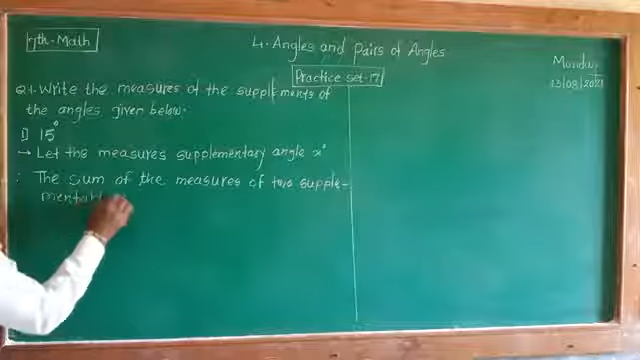 7th-Math
4. Angles and Pairs of Angles
Monday
13/08/2021
Practice set-17
Q1. Write the measures of the supplements of
the angles given below.
i) 15°
→ Let the measures supplementary angle x°
∴ The sum of the measures of two supple-